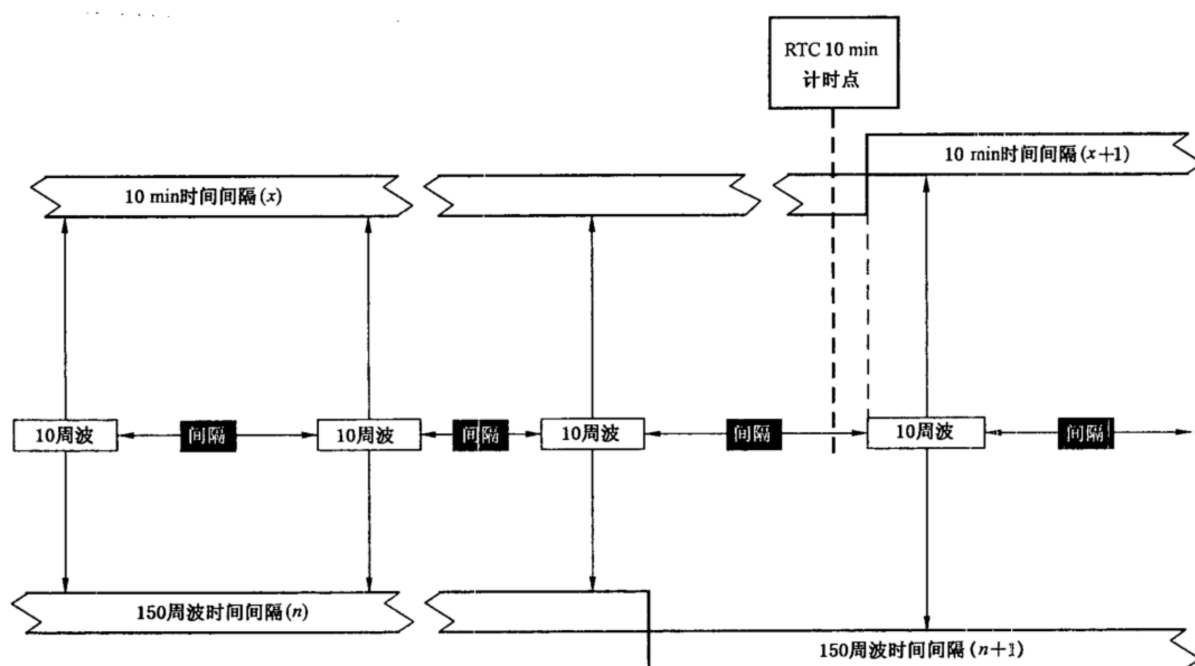 RTC 10 min
计时点
10 min时间间隔(x+1)
10 min时间间隔(x)
10周波
间隔
10周波
间隔
10周波
间隔
10周波
间隔
150周波时间间隔(n)
150周波时间间隔(n+1)